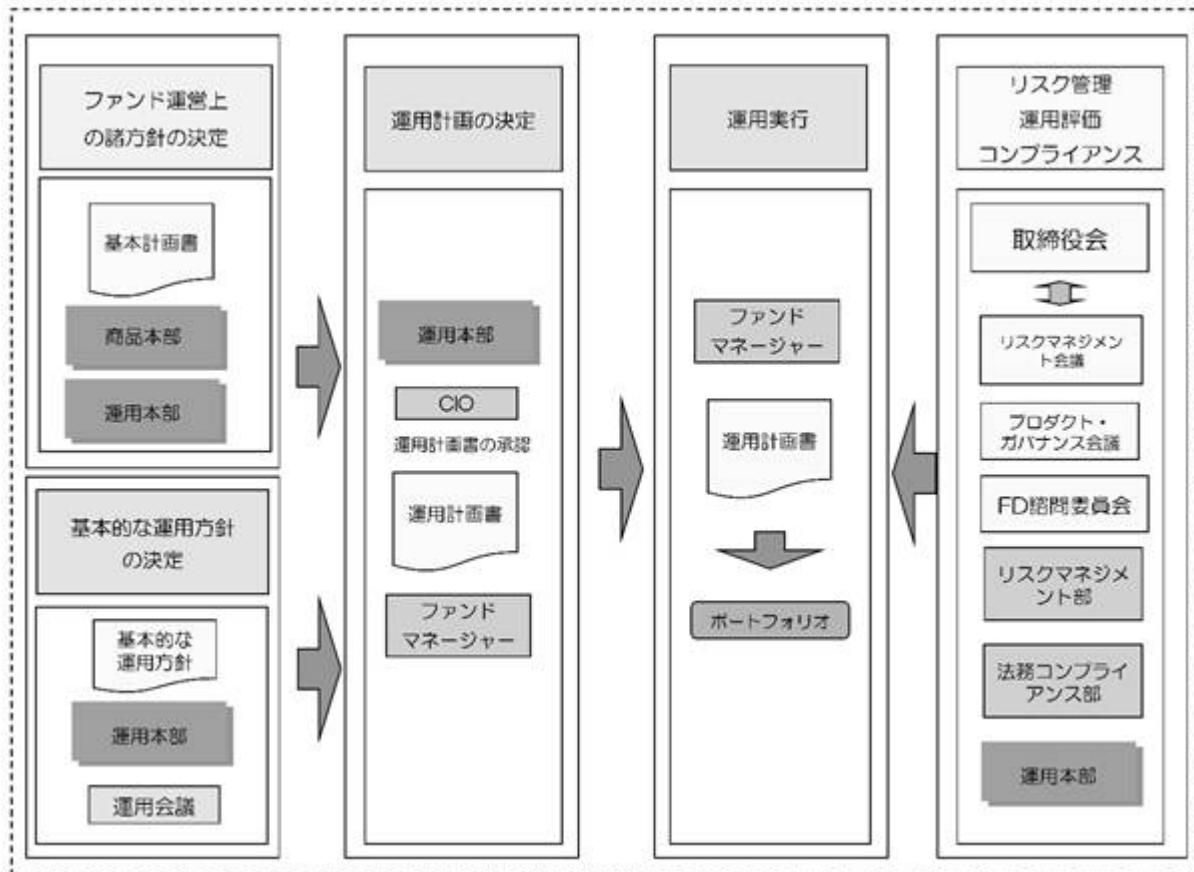 ファンド運営上
の諸方針の決定
基本計画書
商品本部
運用本部
基本的な運用方針
の決定
基本的な
運用方針
運用本部
運用会議
運用計画の決定
運用本部
CIO
運用計画書の承認
運用計画書
ファンド
マネージャー
運用実行
ファンド
マネージャー
運用計画書
ポートフォリオ
リスク管理
運用評価
コンプライアンス
取締役会
リスクマネジメン
ト会議
プロダクト・
ガバナンス会議
FD諮問委員会
リスクマネジメ
ント部
法務コンプライ
アンス部
運用本部